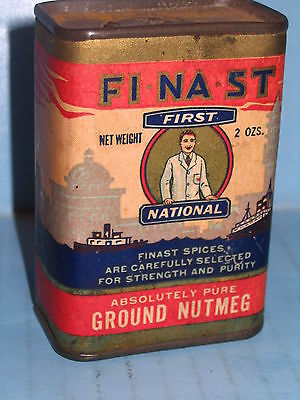 FI·NA·ST
FIRST
NET WEIGHT 2 OZS.
NATIONAL
FINAST SPICES,
ARE CAREFULLY SELECTED
FOR STRENGTH AND PURITY
ABSOLUTELY PURE
GROUND NUTMEG